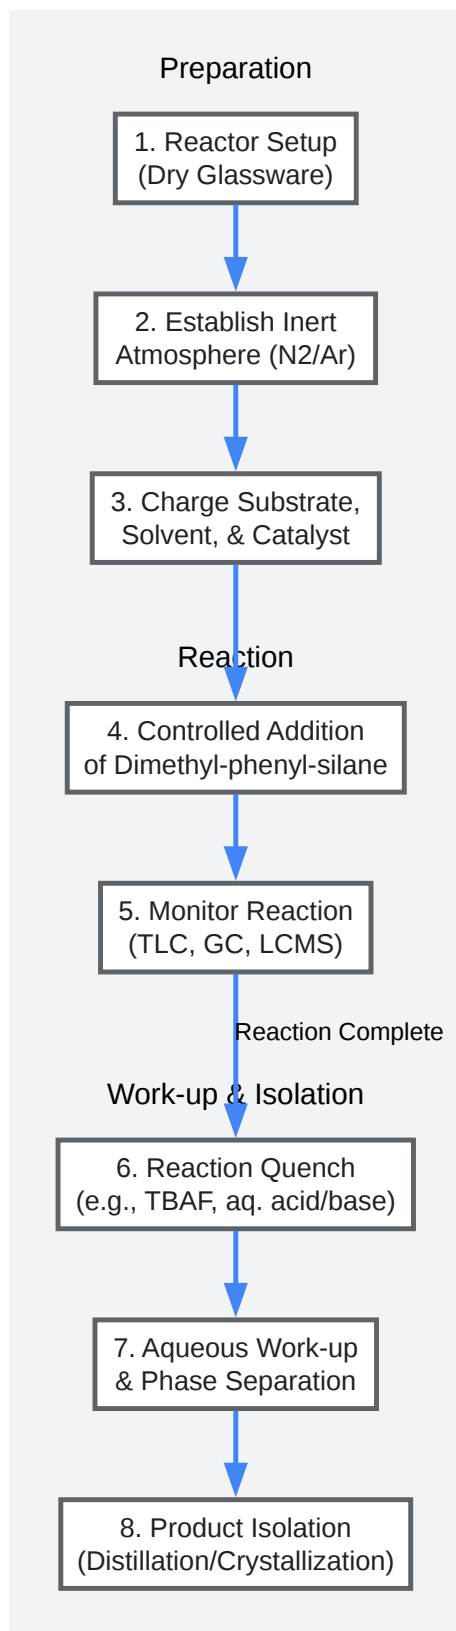 Preparation
1. Reactor Setup
(Dry Glassware)
2. Establish Inert
Atmosphere (N2/Ar)
3. Charge Substrate,
Solvent, & Catalyst
Reaction
4. Controlled Addition
of Dimethyl-phenyl-silane
5. Monitor Reaction
(TLC, GC, LCMS)
Reaction Complete
Work-up & Isolation
6. Reaction Quench
(e.g., TBAF, aq. acid/base)
7. Aqueous Work-up
& Phase Separation
8. Product Isolation
(Distillation/Crystallization)